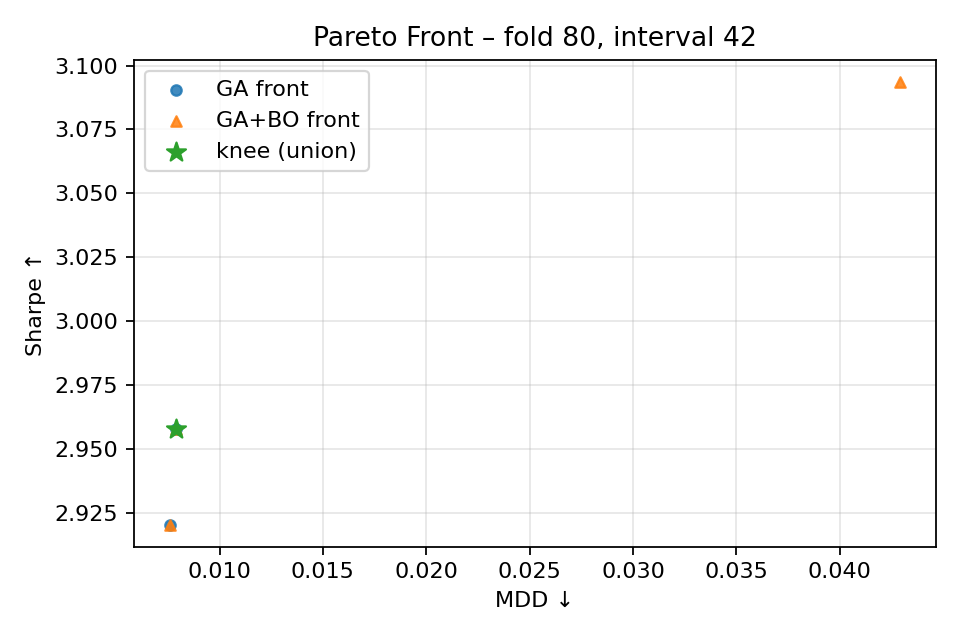 Pareto Front – fold 80, interval 42
GA front
GA+BO front
knee (union)
3.100
3.075
3.050
3.025
3.000
2.975
2.950
2.925
Sharpe ↑
0.010 0.015 0.020 0.025 0.030 0.035 0.040
MDD ↓